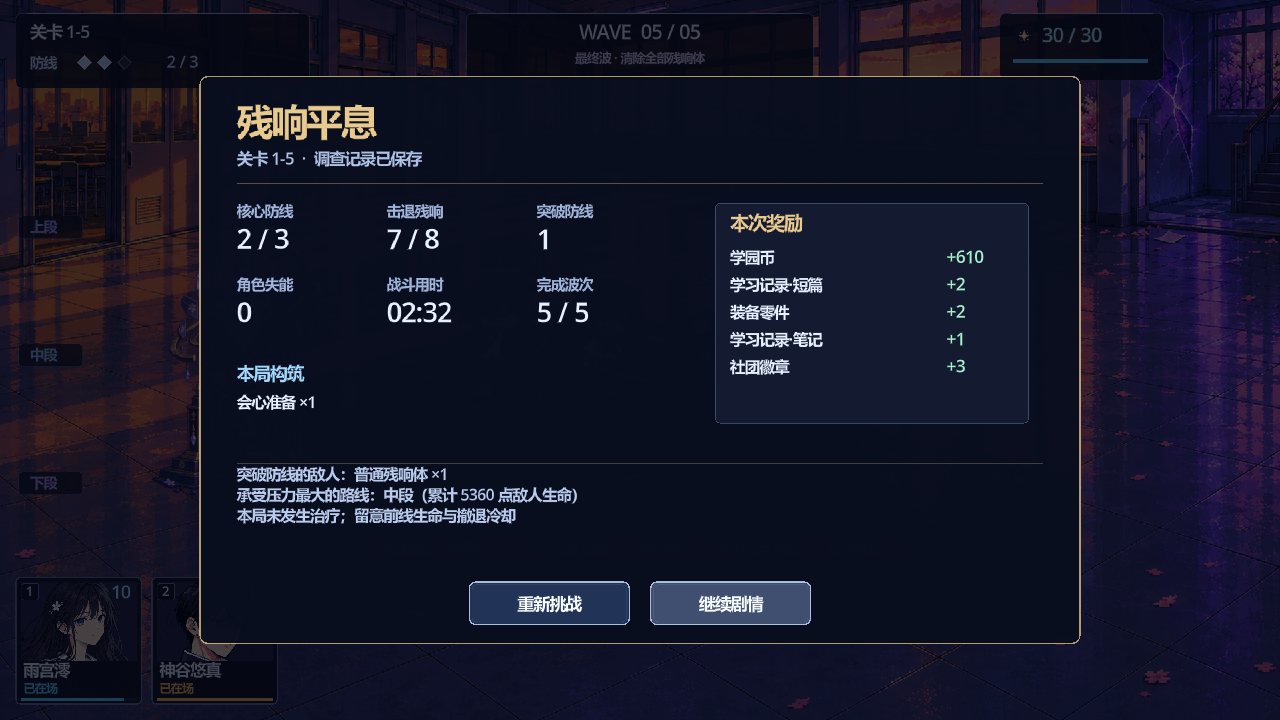 关卡 1-5
防线 2 / 3
WAVE 05 / 05
最终波 · 清除全部残响体
30 / 30
残响平息
关卡 1-5 · 调查记录已保存
核心防线 击退残响 突破防线
2 / 3 7 / 8 1
角色失能 战斗用时 完成波次
0 02:32 5 / 5
本局构筑
会心准备 ×1
本次奖励
学园币 +610
学习记录·短篇 +2
装备零件 +2
学习记录·笔记 +1
社团徽章 +3
突破防线的敌人：普通残响体 ×1
承受压力最大的路线：中段（累计 5360 点敌人生命）
本局未发生治疗；留意前线生命与撤退冷却
重新挑战 继续剧情
上段
中段
下段
1 10
雨宫澪
已在场
2
神谷悠真
已在场